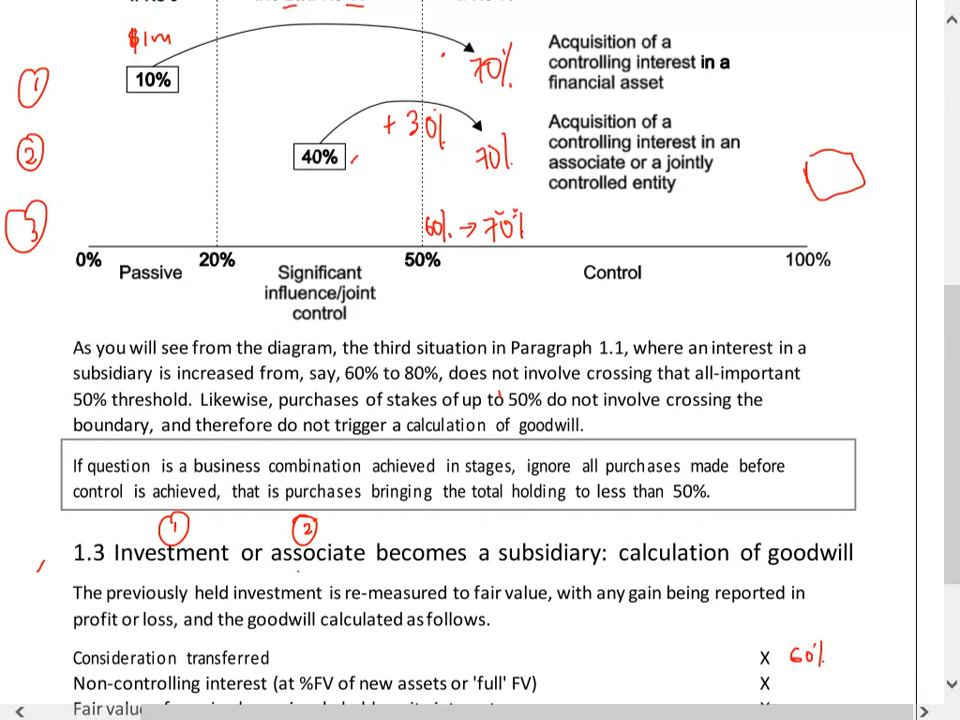 $1m
10%
70%
Acquisition of a
controlling interest in a
financial asset
1
+ 30%
Acquisition of a
controlling interest in an
associate or a jointly
controlled entity
2
40%
70%
3
60% → 70%
0%
20%
50%
100%
Passive
Significant
influence/joint
control
Control
As you will see from the diagram, the third situation in Paragraph 1.1, where an interest in a
subsidiary is increased from, say, 60% to 80%, does not involve crossing that all-important
50% threshold. Likewise, purchases of stakes of up to 50% do not involve crossing the
boundary, and therefore do not trigger a calculation of goodwill.
If question is a business combination achieved in stages, ignore all purchases made before
control is achieved, that is purchases bringing the total holding to less than 50%.
1 2
1.3 Investment or associate becomes a subsidiary: calculation of goodwill
The previously held investment is re-measured to fair value, with any gain being reported in
profit or loss, and the goodwill calculated as follows.
Consideration transferred X 60%
Non-controlling interest (at %FV of new assets or 'full' FV) X
Fair